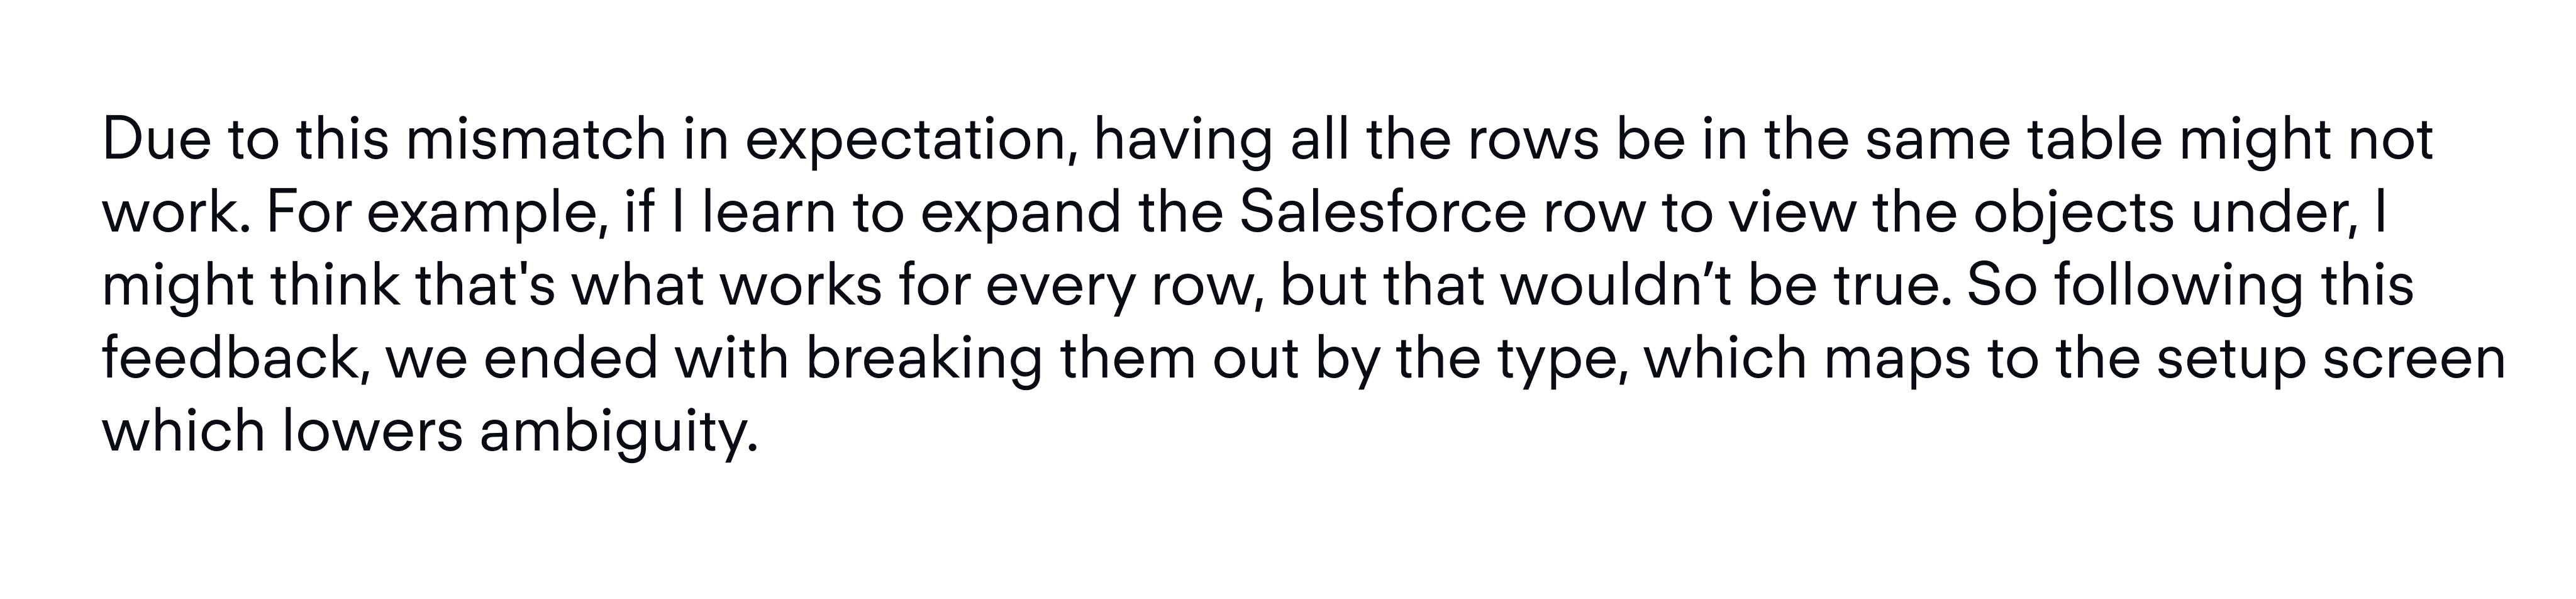 Due to this mismatch in expectation, having all the rows be in the same table might not
work. For example, if I learn to expand the Salesforce row to view the objects under, I
might think that's what works for every row, but that wouldn’t be true. So following this
feedback, we ended with breaking them out by the type, which maps to the setup screen
which lowers ambiguity.